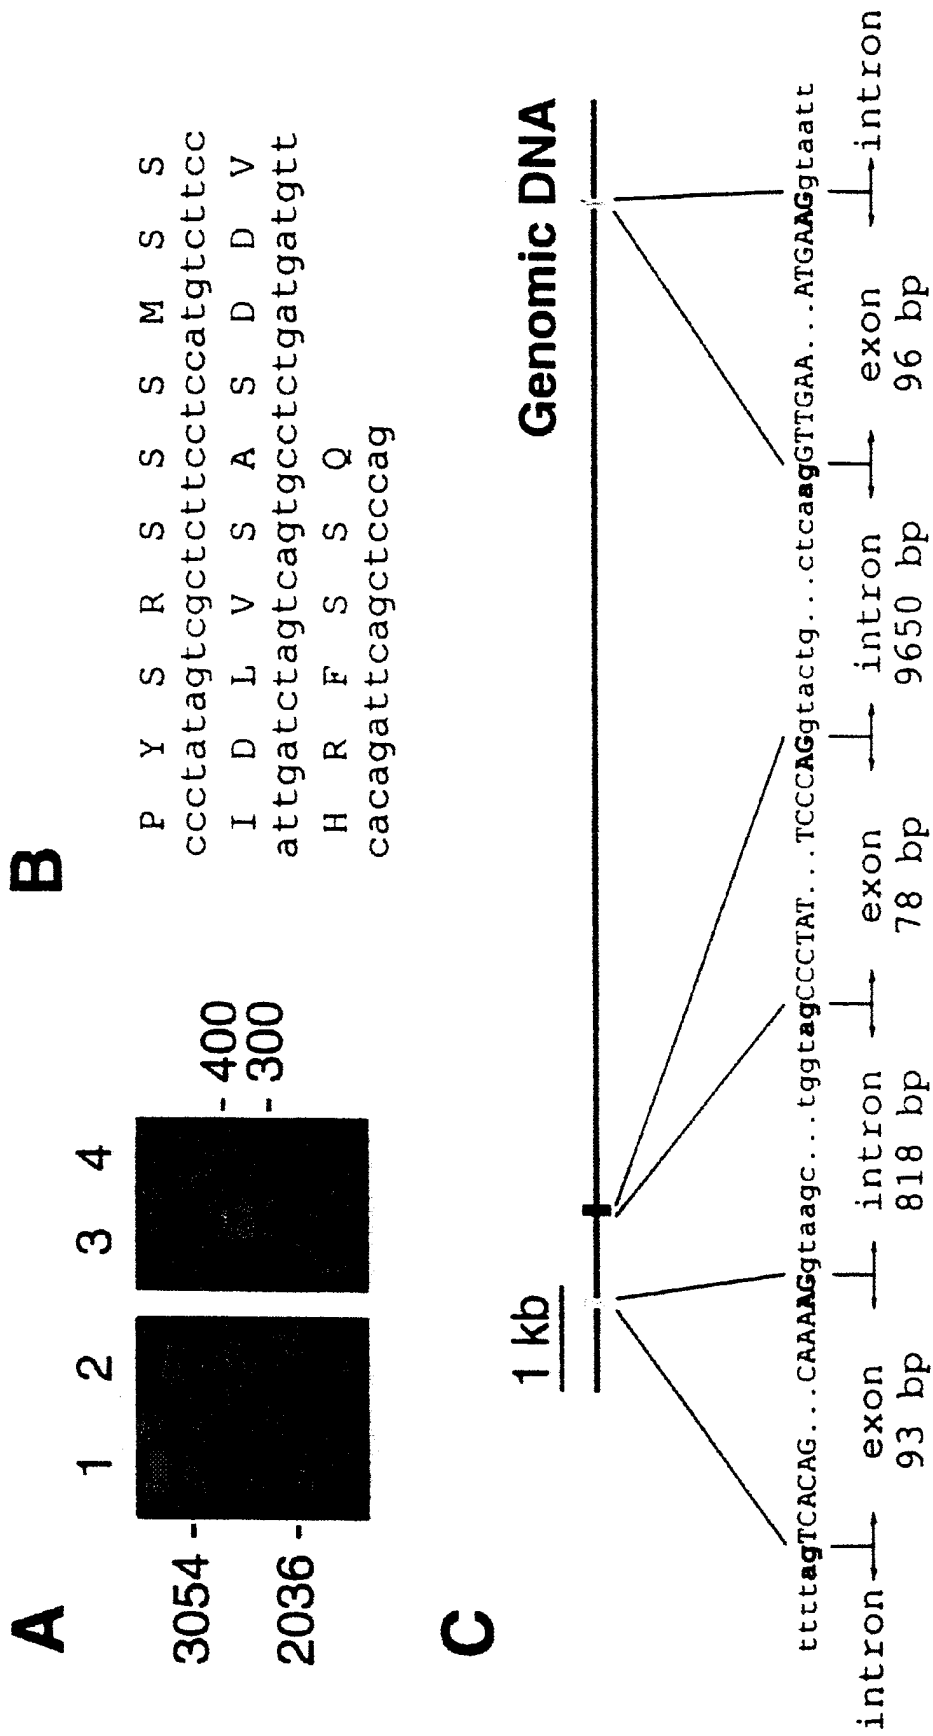 A
1 2 3 4
3054 -
2036 -
- 400
- 300
B
P Y S R S S S M S S
ccctatagtcgctcttcctccatgtcttcc
I D L V S A S D D V
attgatctagtcagtgcctctgatgatgtt
H R F S S Q
cacagattcagctcccag
C
1 kb
Genomic DNA
ttttagTCACAG...CAAAAGgtaagc...tggtagCCCTAT...TCCCAGgtactg...ctcaagGTTGAA...ATGAAGgtaatt
intron exon intron exon intron exon intron
93 bp 818 bp 78 bp 9650 bp 96 bp